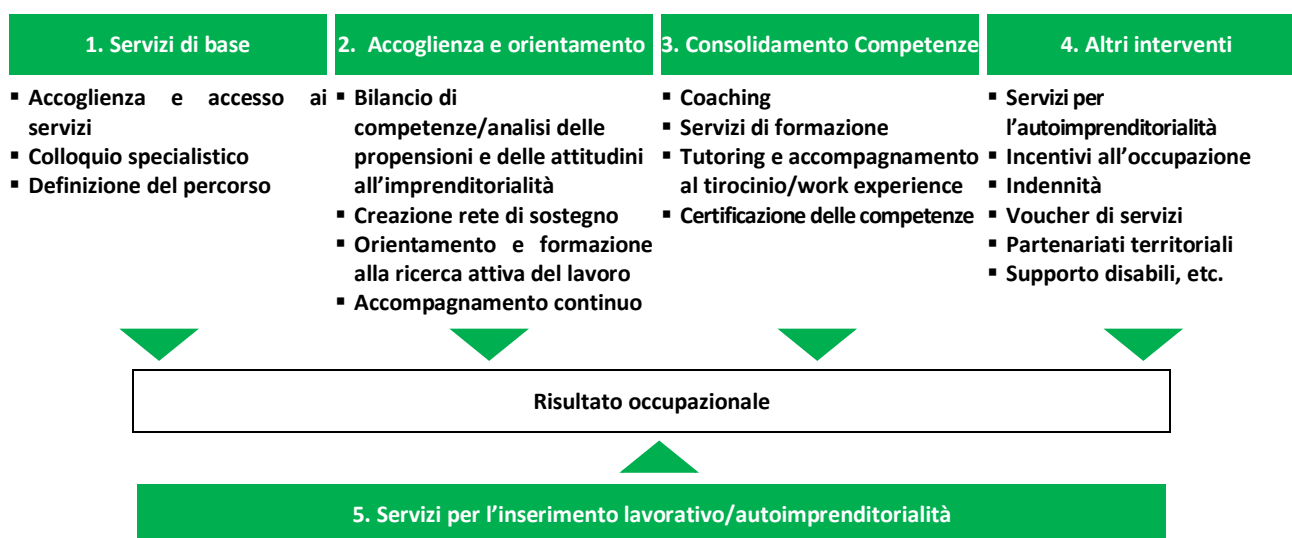 1. Servizi di base
▪ Accoglienza e accesso ai
servizi
▪ Colloquio specialistico
▪ Definizione del percorso
2. Accoglienza e orientamento
▪ Bilancio di
competenze/analisi delle
propensioni e delle attitudini
all’imprenditorialità
▪ Creazione rete di sostegno
▪ Orientamento e formazione
alla ricerca attiva del lavoro
▪ Accompagnamento continuo
3. Consolidamento Competenze
▪ Coaching
▪ Servizi di formazione
▪ Tutoring e accompagnamento
al tirocinio/work experience
▪ Certificazione delle competenze
4. Altri interventi
▪ Servizi per
l’autoimprenditorialità
▪ Incentivi all’occupazione
▪ Indennità
▪ Voucher di servizi
▪ Partenariati territoriali
▪ Supporto disabili, etc.
Risultato occupazionale
5. Servizi per l’inserimento lavorativo/autoimprenditorialità